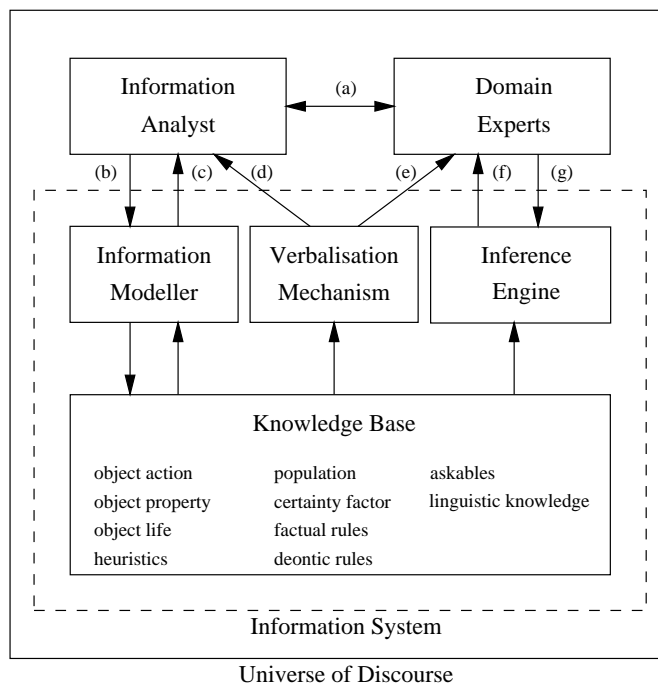 Information
Analyst
(a)
Domain
Experts
(b)
(c)
(d)
(e)
(f)
(g)
Information
Modeller
Verbalisation
Mechanism
Inference
Engine
Knowledge Base
object action
object property
object life
heuristics
population
certainty factor
factual rules
deontic rules
askables
linguistic knowledge
Information System
Universe of Discourse